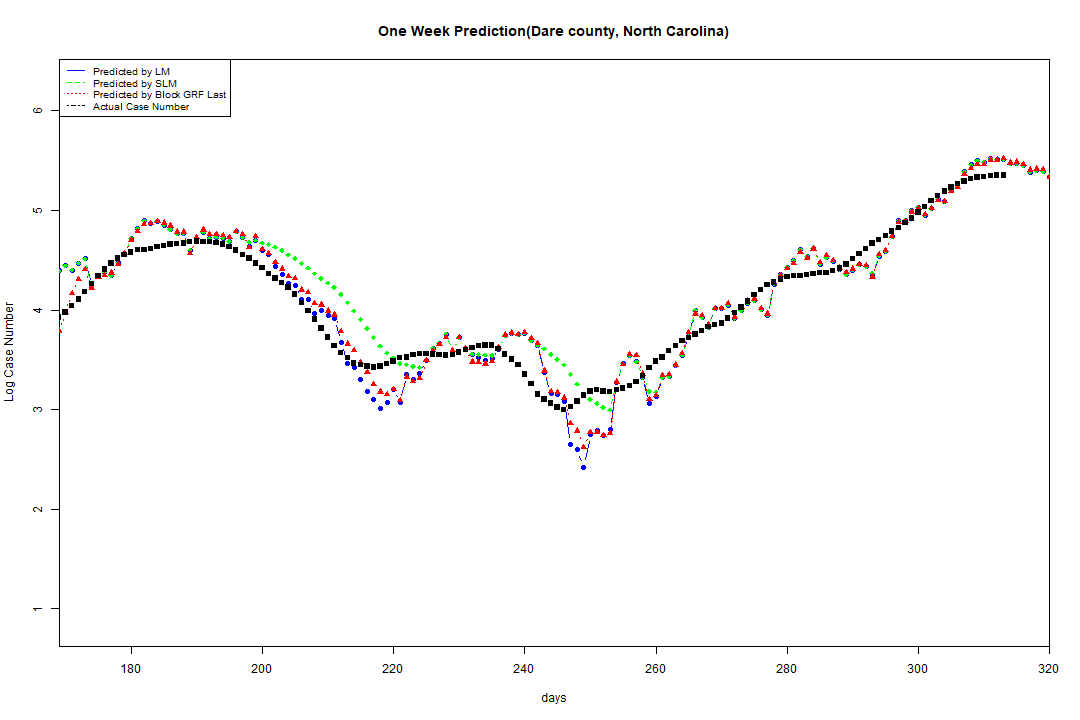 One Week Prediction(Dare county, North Carolina)
Predicted by LM
Predicted by SLM
Predicted by Block GRF Last
Actual Case Number
6
5
4
3
2
1
Log Case Number
180 200 220 240 260 280 300 320
days